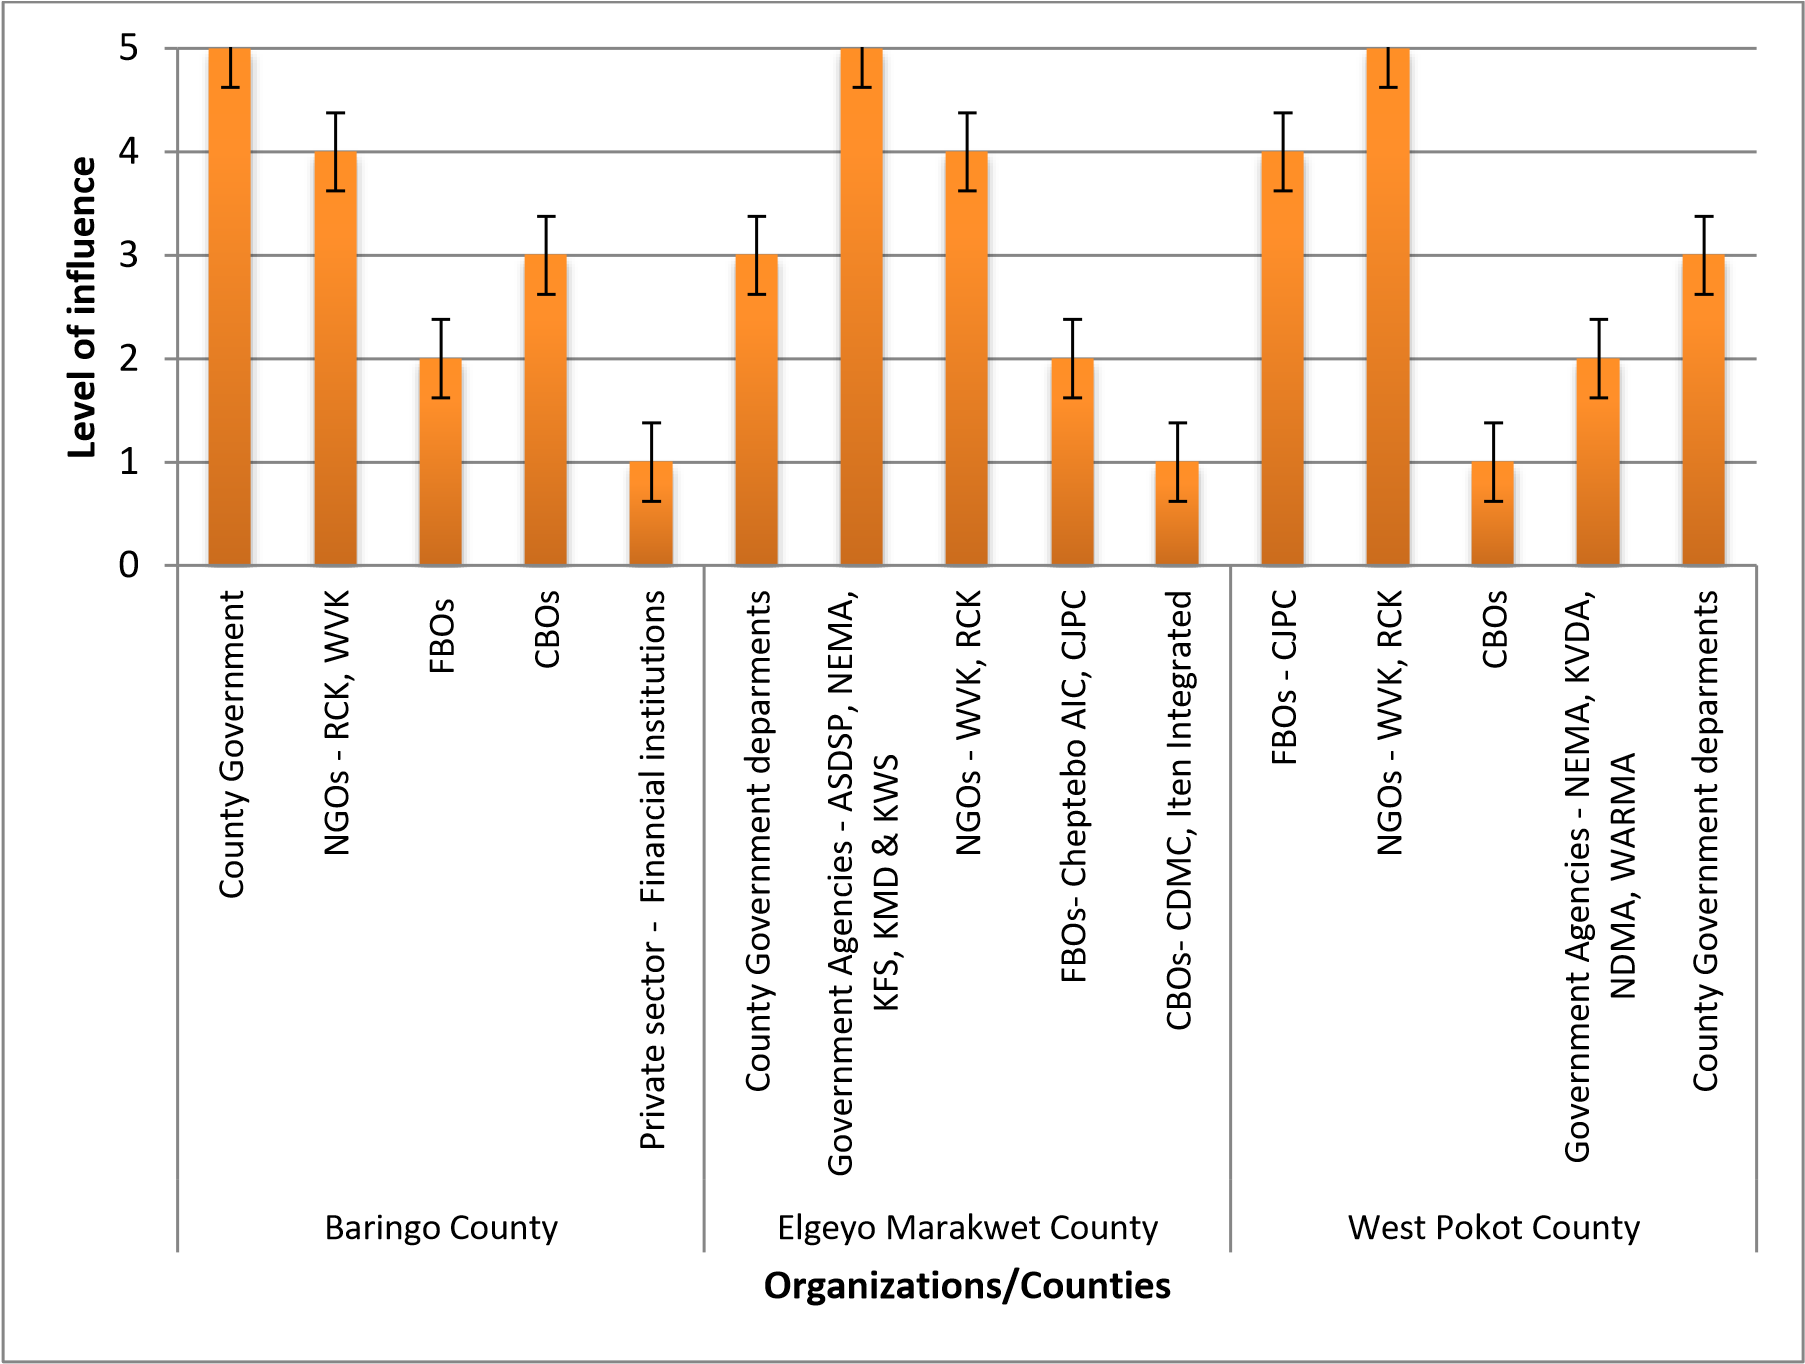 5
4
3
2
1
0
Level of influence
County Government
NGOs - RCK, WVK
FBOs
CBOs
Private sector - Financial institutions
County Government deparments
Government Agencies - ASDSP, NEMA,
KFS, KMD & KWS
NGOs - WVK, RCK
FBOs- Cheptebo AIC, CJPC
CBOs- CDMC, Iten Integrated
FBOs - CJPC
NGOs - WVK, RCK
CBOs
Government Agencies - NEMA, KVDA,
NDMA, WARMA
County Government deparments
Baringo County
Elgeyo Marakwet County
West Pokot County
Organizations/Counties